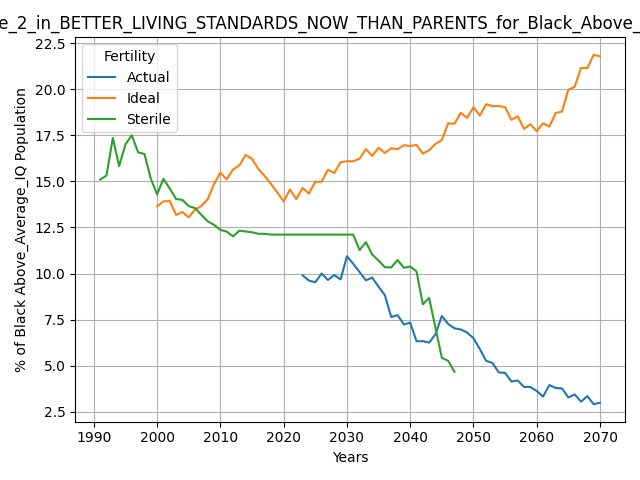 e_2_in_BETTER_LIVING_STANDARDS_NOW_THAN_PARENTS_for_Black_Above_
22.5
20.0
17.5
15.0
12.5
10.0
7.5
5.0
2.5
% of Black Above_Average_IQ Population
Fertility
Actual
Ideal
Sterile
1990 2000 2010 2020 2030 2040 2050 2060 2070
Years